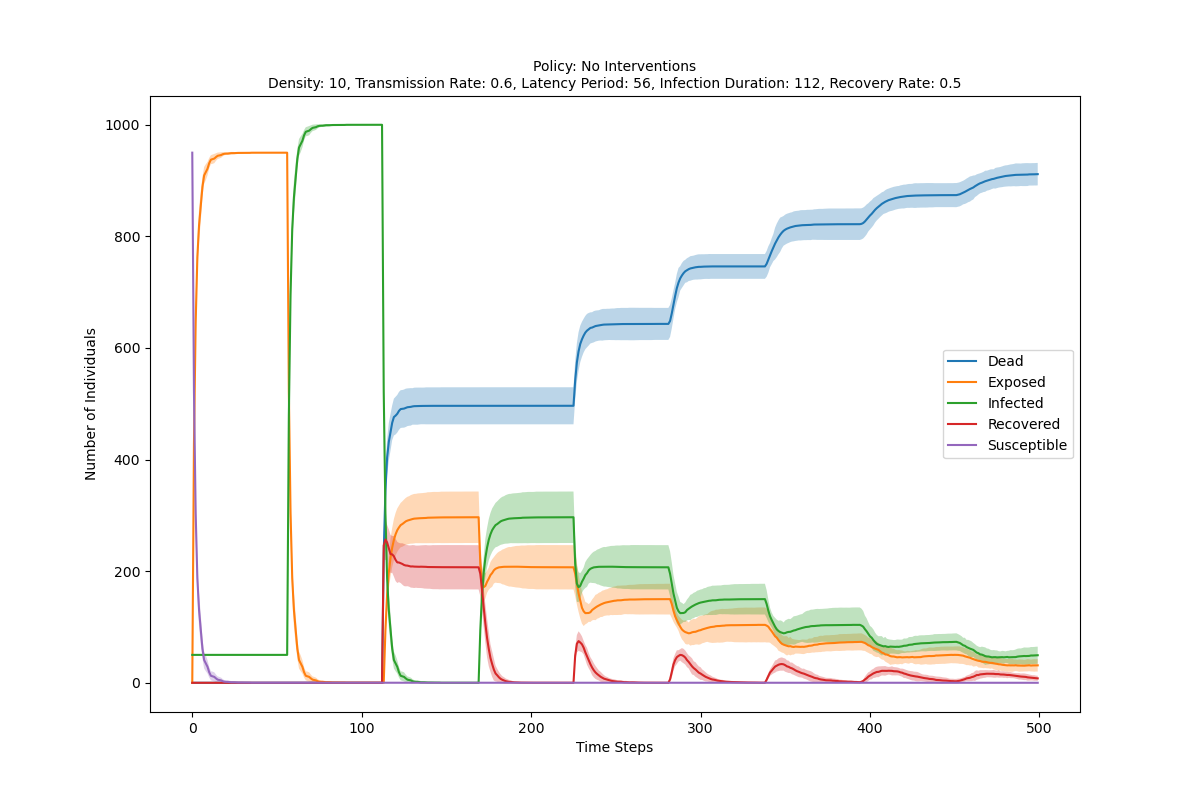 Policy: No Interventions
Density: 10, Transmission Rate: 0.6, Latency Period: 56, Infection Duration: 112, Recovery Rate: 0.5
1000
800
600
400
200
0
Number of Individuals
Dead
Exposed
Infected
Recovered
Susceptible
0 100 200 300 400 500
Time Steps